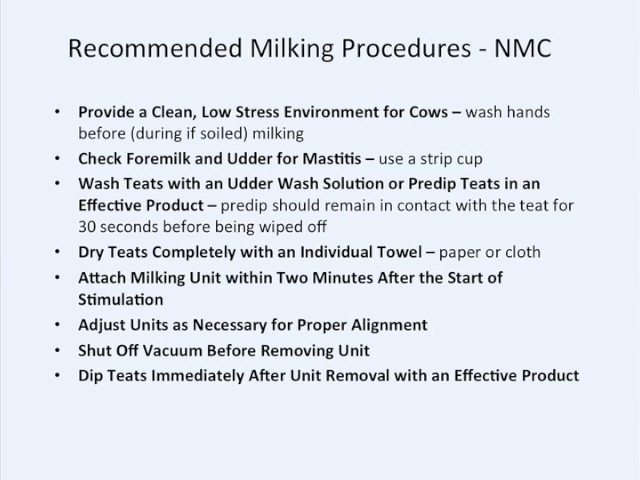 Recommended Milking Procedures - NMC
• Provide a Clean, Low Stress Environment for Cows – wash hands
before (during if soiled) milking
• Check Foremilk and Udder for Mastitis – use a strip cup
• Wash Teats with an Udder Wash Solution or Predip Teats in an
Effective Product – predip should remain in contact with the teat for
30 seconds before being wiped off
• Dry Teats Completely with an Individual Towel – paper or cloth
• Attach Milking Unit within Two Minutes After the Start of
Stimulation
• Adjust Units as Necessary for Proper Alignment
• Shut Off Vacuum Before Removing Unit
• Dip Teats Immediately After Unit Removal with an Effective Product